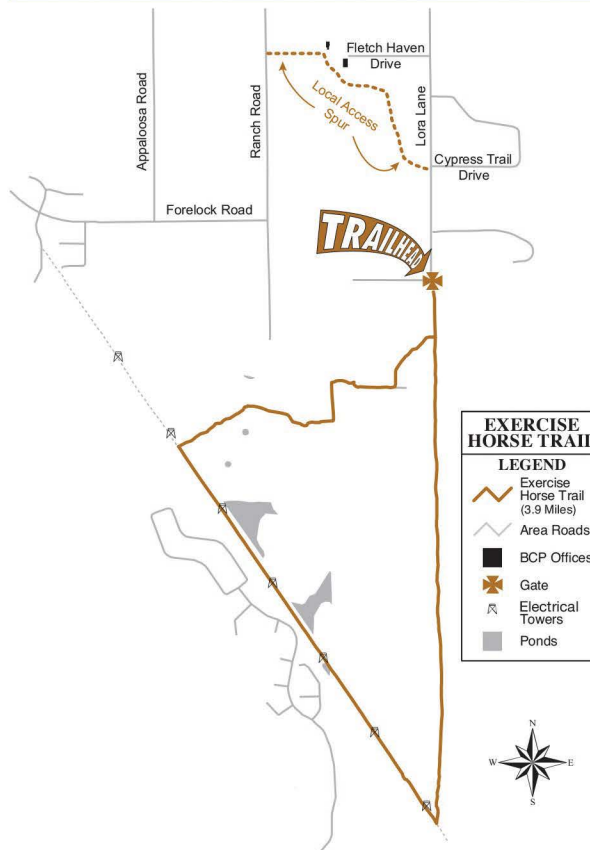 Fletch Haven
Drive
Appaloosa Road
Ranch Road
Local Access
Spur
Lora Lane
Cypress Trail
Drive
Forelock Road
TRAILHEAD
EXERCISE
HORSE TRAIL
LEGEND
Exercise
Horse Trail
(3.9 Miles)
Area Roads
BCP Offices
Gate
Electrical
Towers
Ponds
N
W
E
S